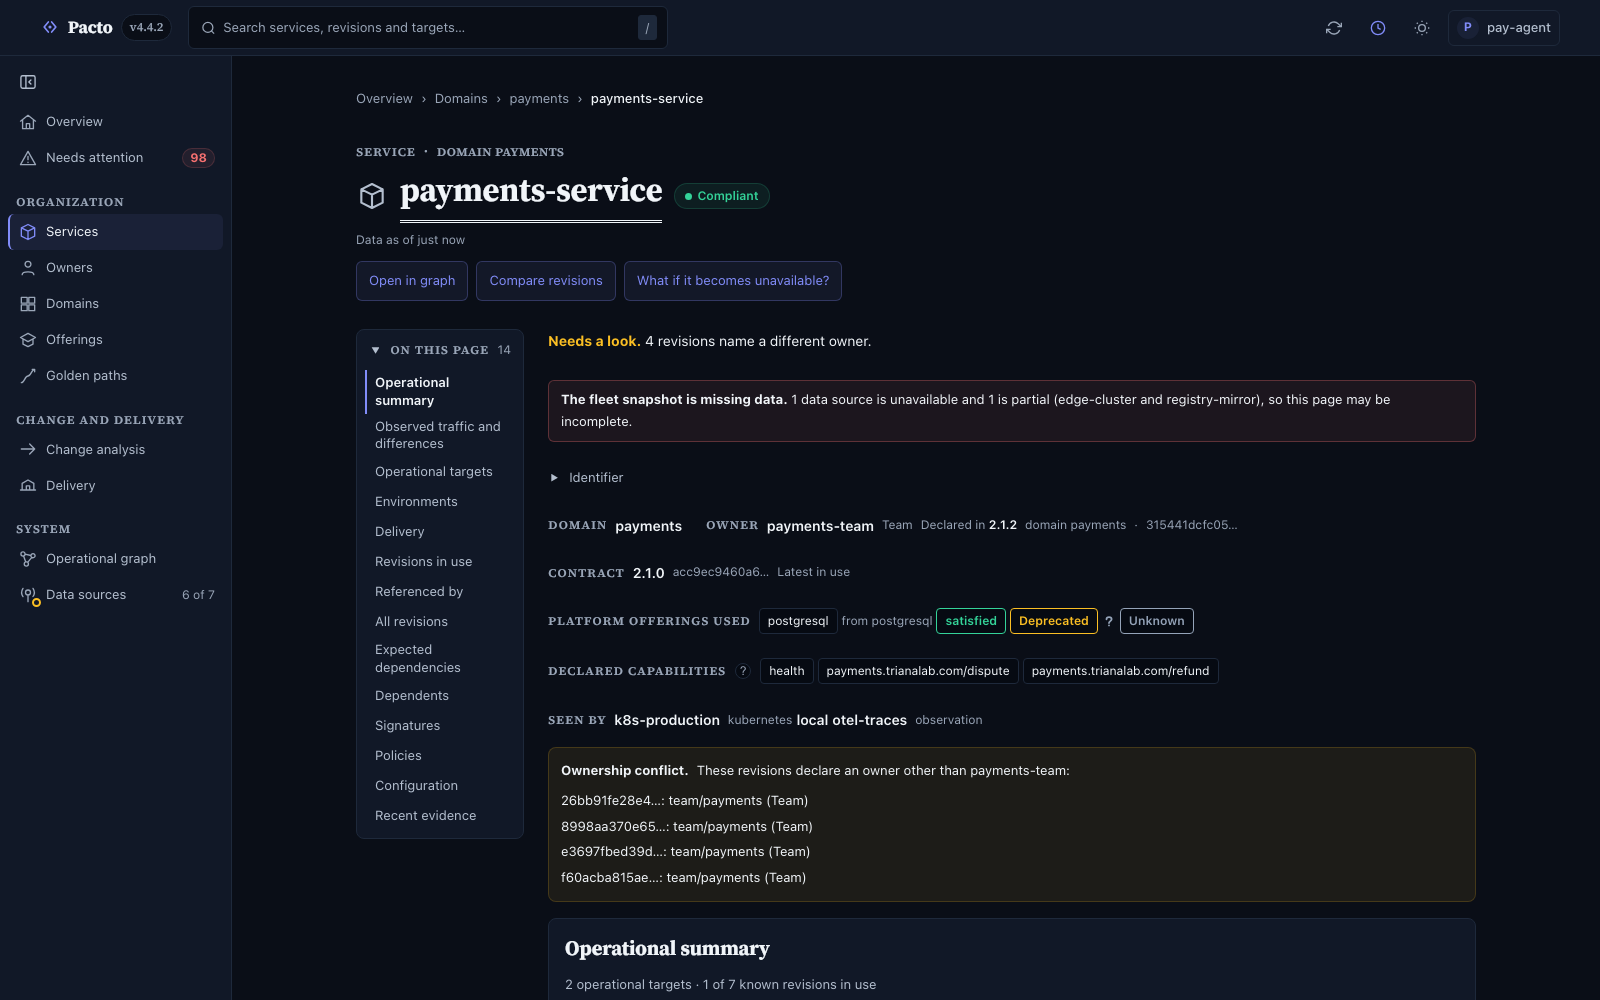 Pacto
v4.4.2
Search services, revisions and targets...
/
P
pay-agent
Overview
Needs attention
98
ORGANIZATION
Services
Owners
Domains
Offerings
Golden paths
CHANGE AND DELIVERY
Change analysis
Delivery
SYSTEM
Operational graph
Data sources
6 of 7
Overview › Domains › payments › payments-service
SERVICE · DOMAIN PAYMENTS
payments-service
Compliant
Data as of just now
Open in graph
Compare revisions
What if it becomes unavailable?
ON THIS PAGE 14
Operational
summary
Observed traffic and
differences
Operational targets
Environments
Delivery
Revisions in use
Referenced by
All revisions
Expected
dependencies
Dependents
Signatures
Policies
Configuration
Recent evidence
Needs a look. 4 revisions name a different owner.
The fleet snapshot is missing data. 1 data source is unavailable and 1 is partial (edge-cluster and registry-mirror), so this page may be
incomplete.
Identifier
DOMAIN payments OWNER payments-team Team Declared in 2.1.2 domain payments · 315441dcfc05...
CONTRACT 2.1.0 acc9ec9460a6... Latest in use
PLATFORM OFFERINGS USED postgresql from postgresql satisfied Deprecated ? Unknown
DECLARED CAPABILITIES ? health payments.trianalab.com/dispute payments.trianalab.com/refund
SEEN BY k8s-production kubernetes local otel-traces observation
Ownership conflict. These revisions declare an owner other than payments-team:
26bb91fe28e4...: team/payments (Team)
8998aa370e65...: team/payments (Team)
e3697fbed39d...: team/payments (Team)
f60acba815ae...: team/payments (Team)
Operational summary
2 operational targets · 1 of 7 known revisions in use